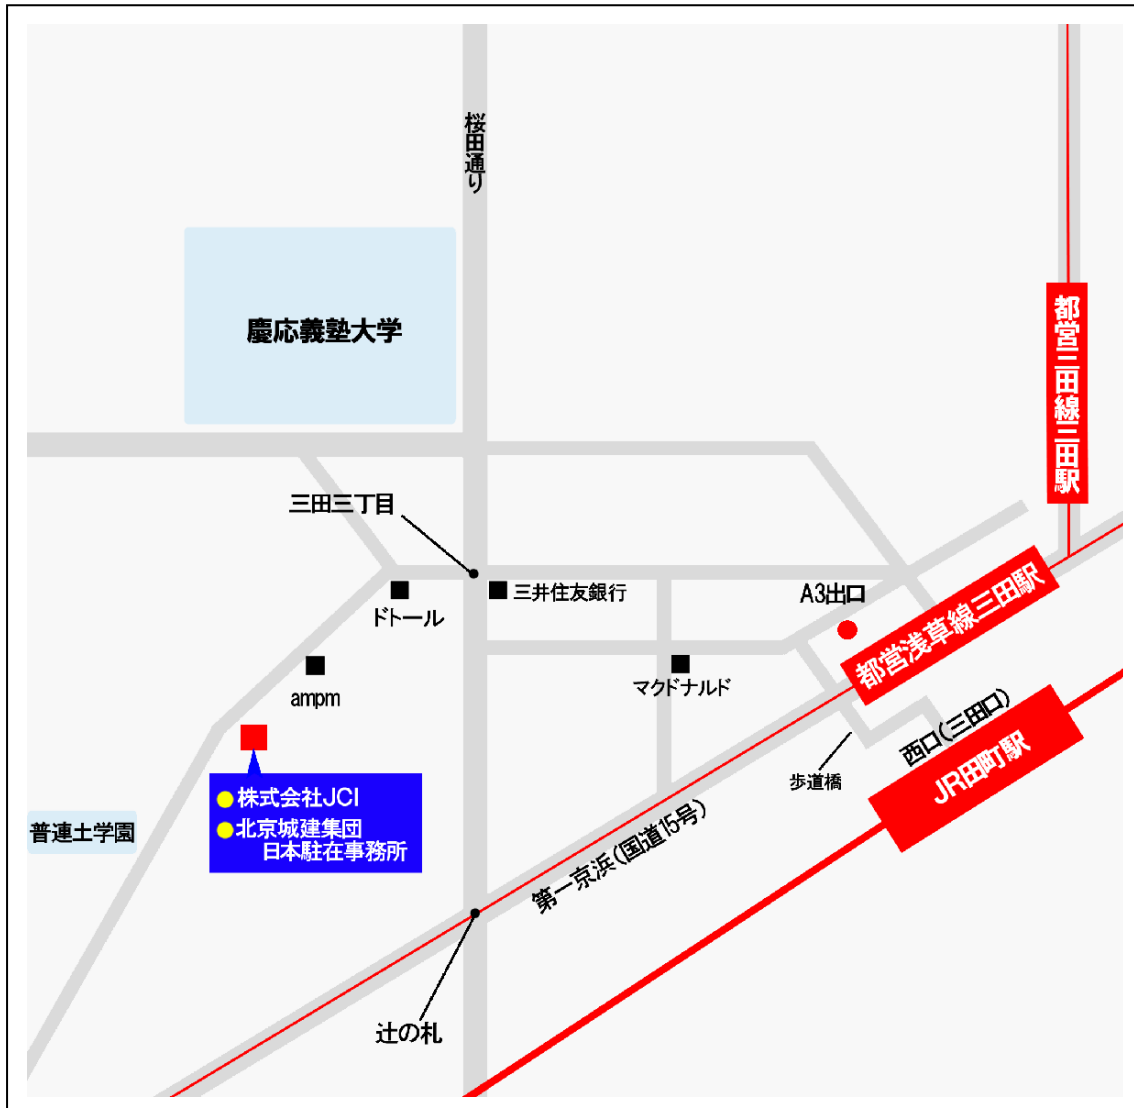 桜田通り
慶応義塾大学
都営三田線三田駅
三田三丁目
三井住友銀行
A3出口
ドトール
都営浅草線三田駅
マクドナルド
ampm
西口(三田口)
JR田町駅
歩道橋
株式会社JCI
北京城建集団
日本駐在事務所
普連土学園
第一京浜(国道15号)
辻の札